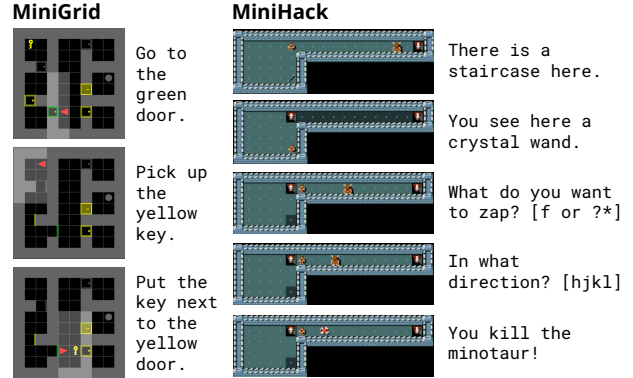 MiniGrid
Go to
the
green
door.
Pick up
the
yellow
key.
Put the
key next
to the
yellow
door.
MiniHack
There is a
staircase here.
You see here a
crystal wand.
What do you want
to zap? [f or ?*]
In what
direction? [hjkl]
You kill the
minotaur!